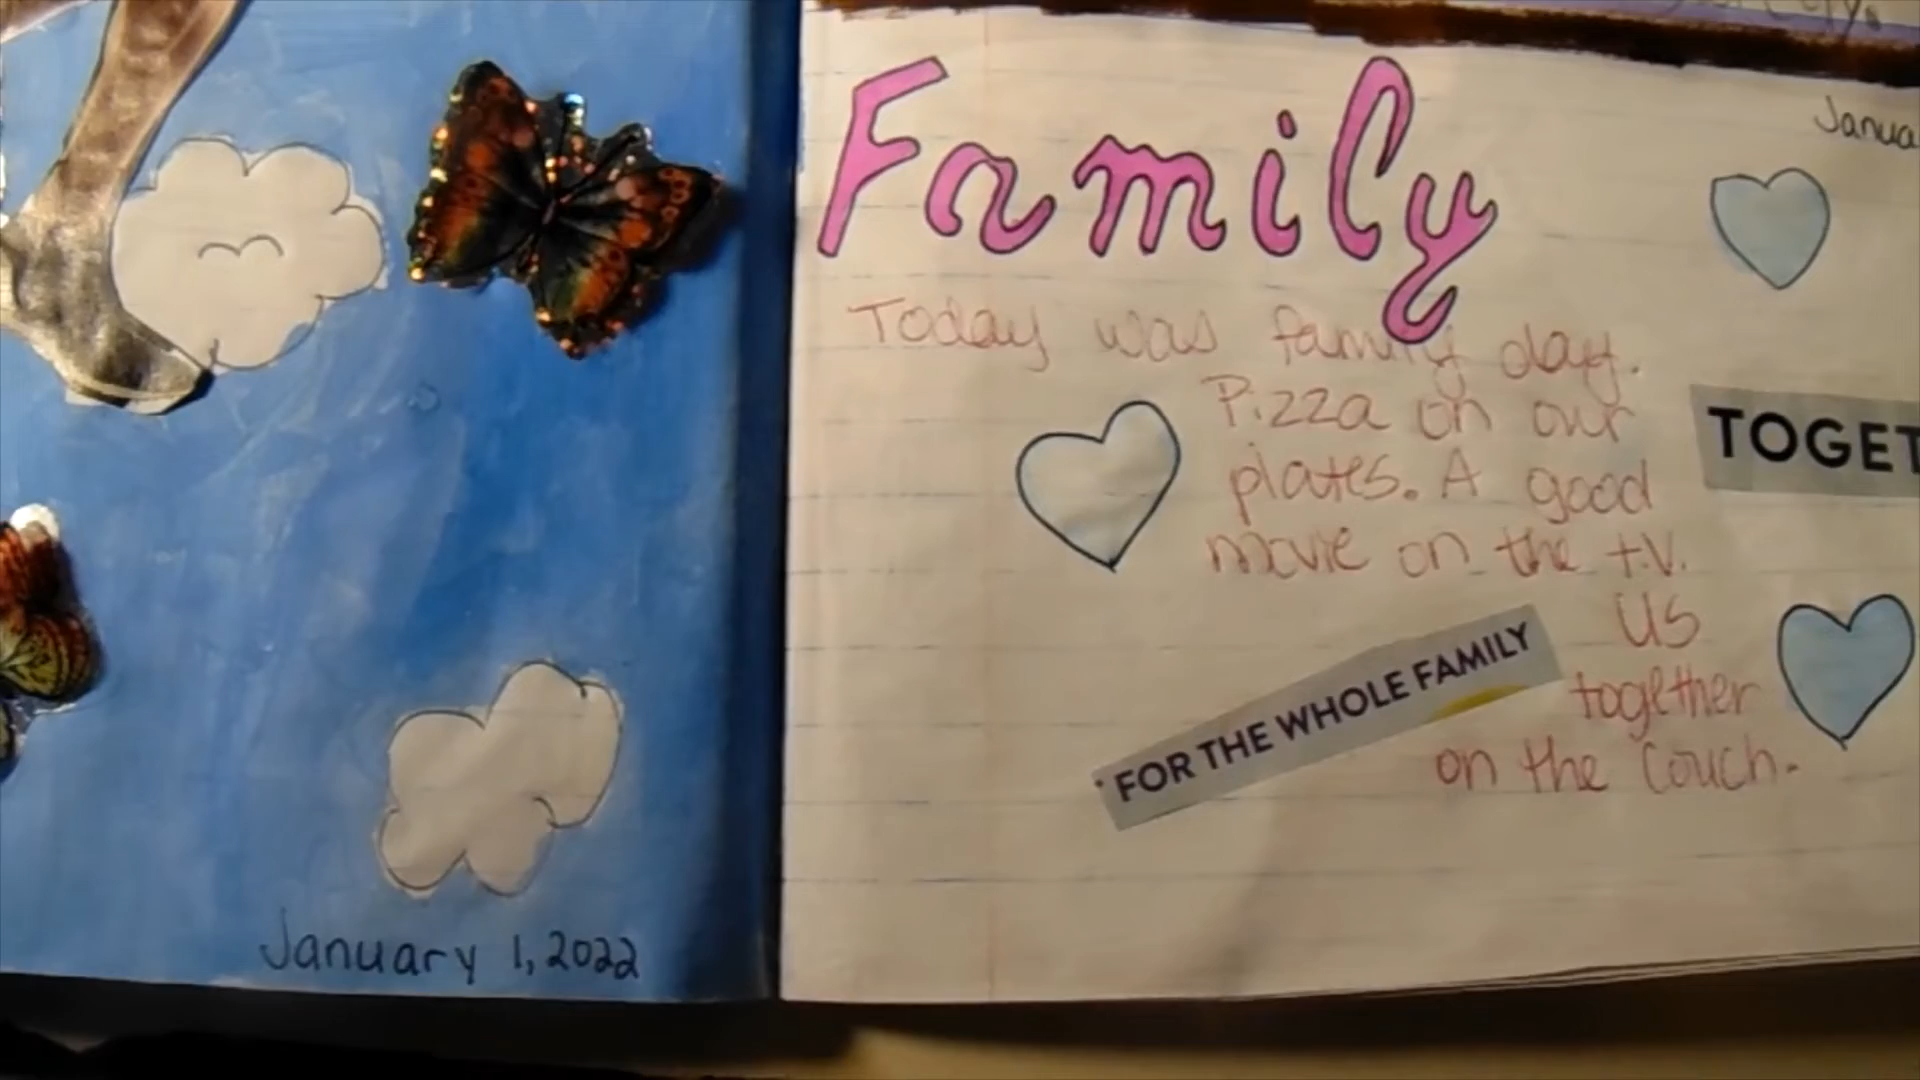 January 1, 2022
Janua
Family
Today was family day.
Pizza on our
plates. A good
movie on the t.v.
Us
together
on the couch.
TOGET
FOR THE WHOLE FAMILY